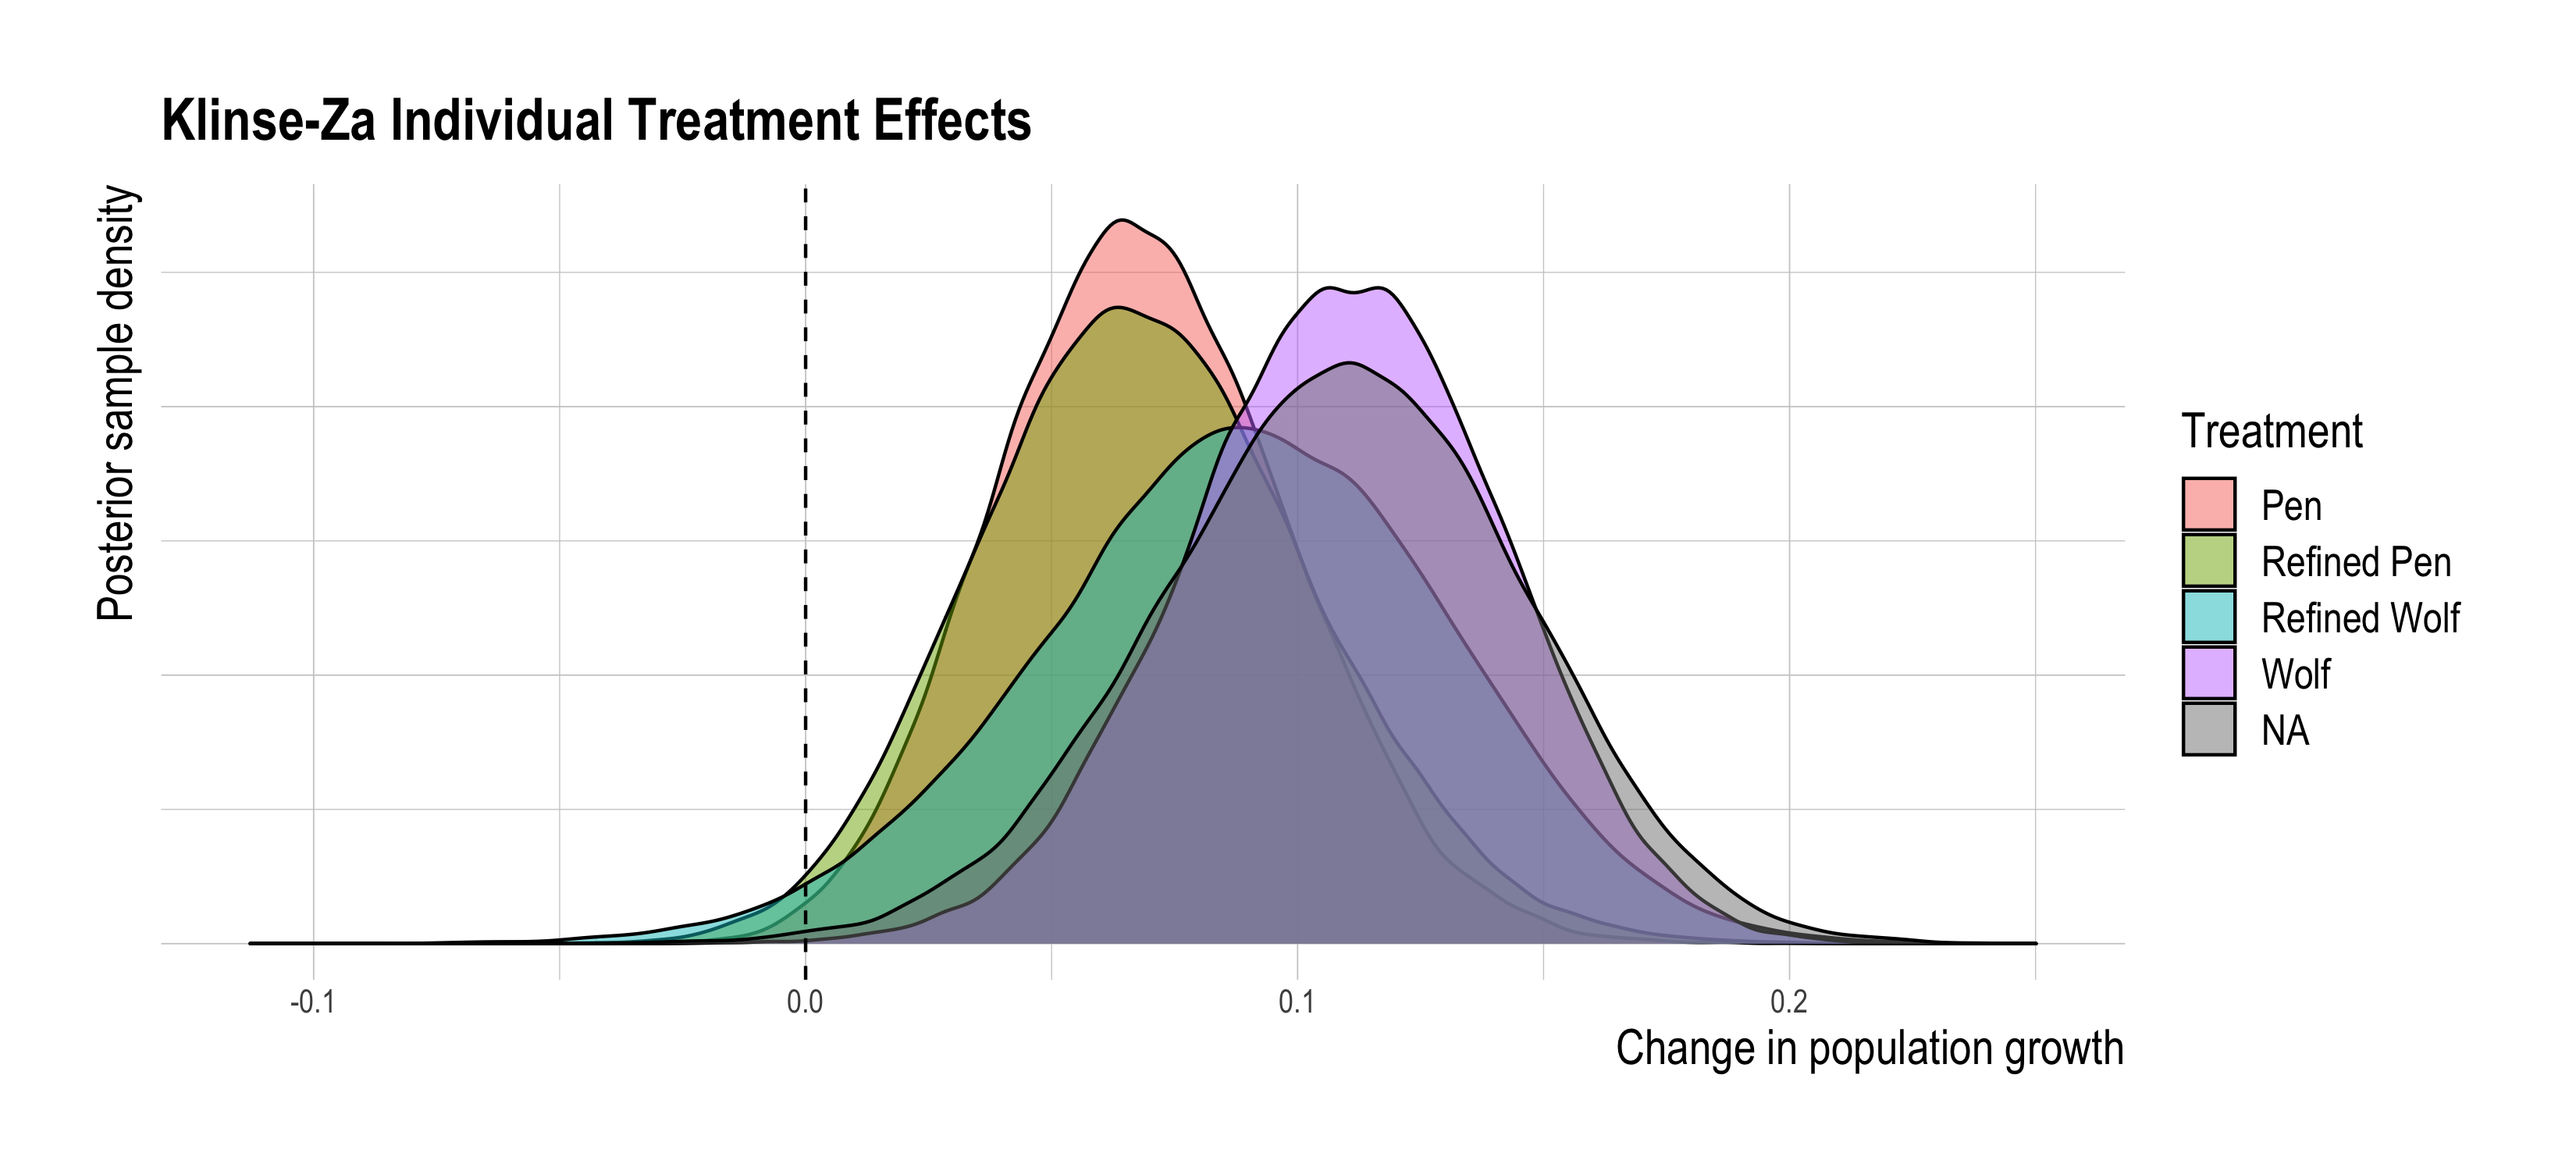 Klinse-Za Individual Treatment Effects
Posterior sample density
-0.1
0.0
0.1
0.2
Change in population growth
Treatment
Pen
Refined Pen
Refined Wolf
Wolf
NA